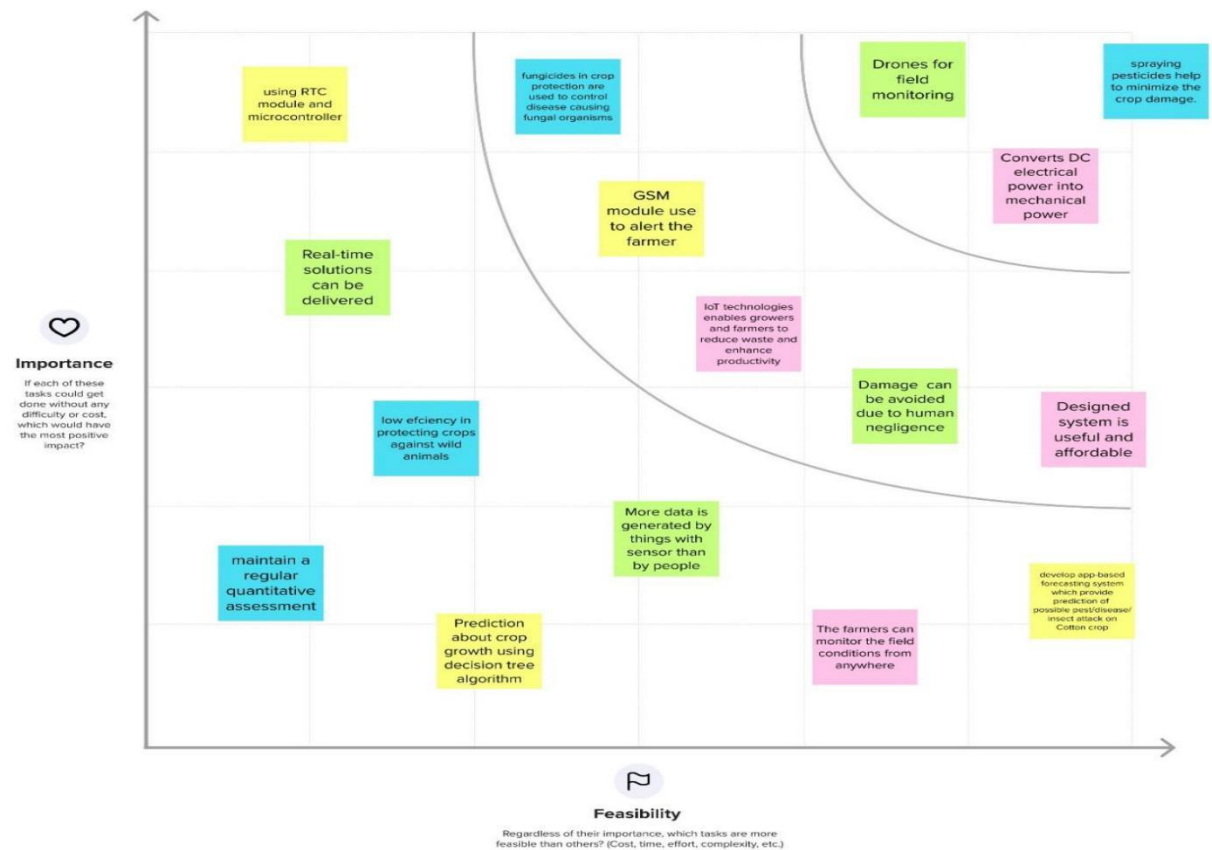 using RTC
module and
microcontroller
fungicides in crop
protection are
used to control
disease causing
fungal organisms
Drones for
field
monitoring
spraying
pesticides help
to minimize the
crop damage.
Converts DC
electrical
power into
mechanical
power
GSM
module use
to alert the
farmer
Real-time
solutions
can be
delivered
IoT technologies
enables growers
and farmers to
reduce waste and
enhance
productivity
Importance
If each of these
tasks could get
done without any
difficulty or cost,
which would have
the most positive
impact?
Damage can
be avoided
due to human
negligence
Designed
system is
useful and
affordable
low efciency in
protecting crops
against wild
animals
More data is
generated by
things with
sensor than
by people
maintain a
regular
quantitative
assessment
develop app-based
forecasting system
which provide
prediction of
possible pest/disease/
insect attack on
Cotton crop
Prediction
about crop
growth using
decision tree
algorithm
The farmers can
monitor the field
conditions from
anywhere
Feasibility
Regardless of their importance, which tasks are more
feasible than others? (Cost, time, effort, complexity, etc.)